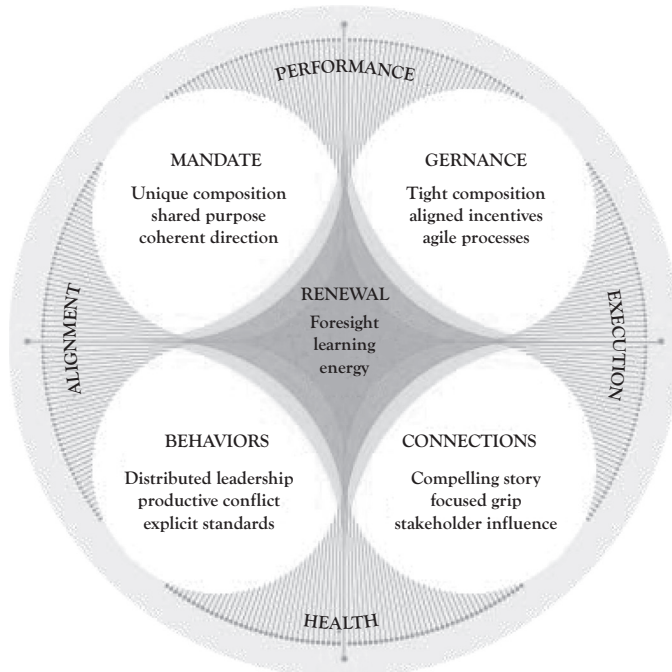 PERFORMANCE
MANDATE
Unique composition
shared purpose
coherent direction
GERNANCE
Tight composition
aligned incentives
agile processes
ALIGNMENT
RENEWAL
Foresight
learning
energy
EXECUTION
BEHAVIORS
Distributed leadership
productive conflict
explicit standards
CONNECTIONS
Compelling story
focused grip
stakeholder influence
HEALTH